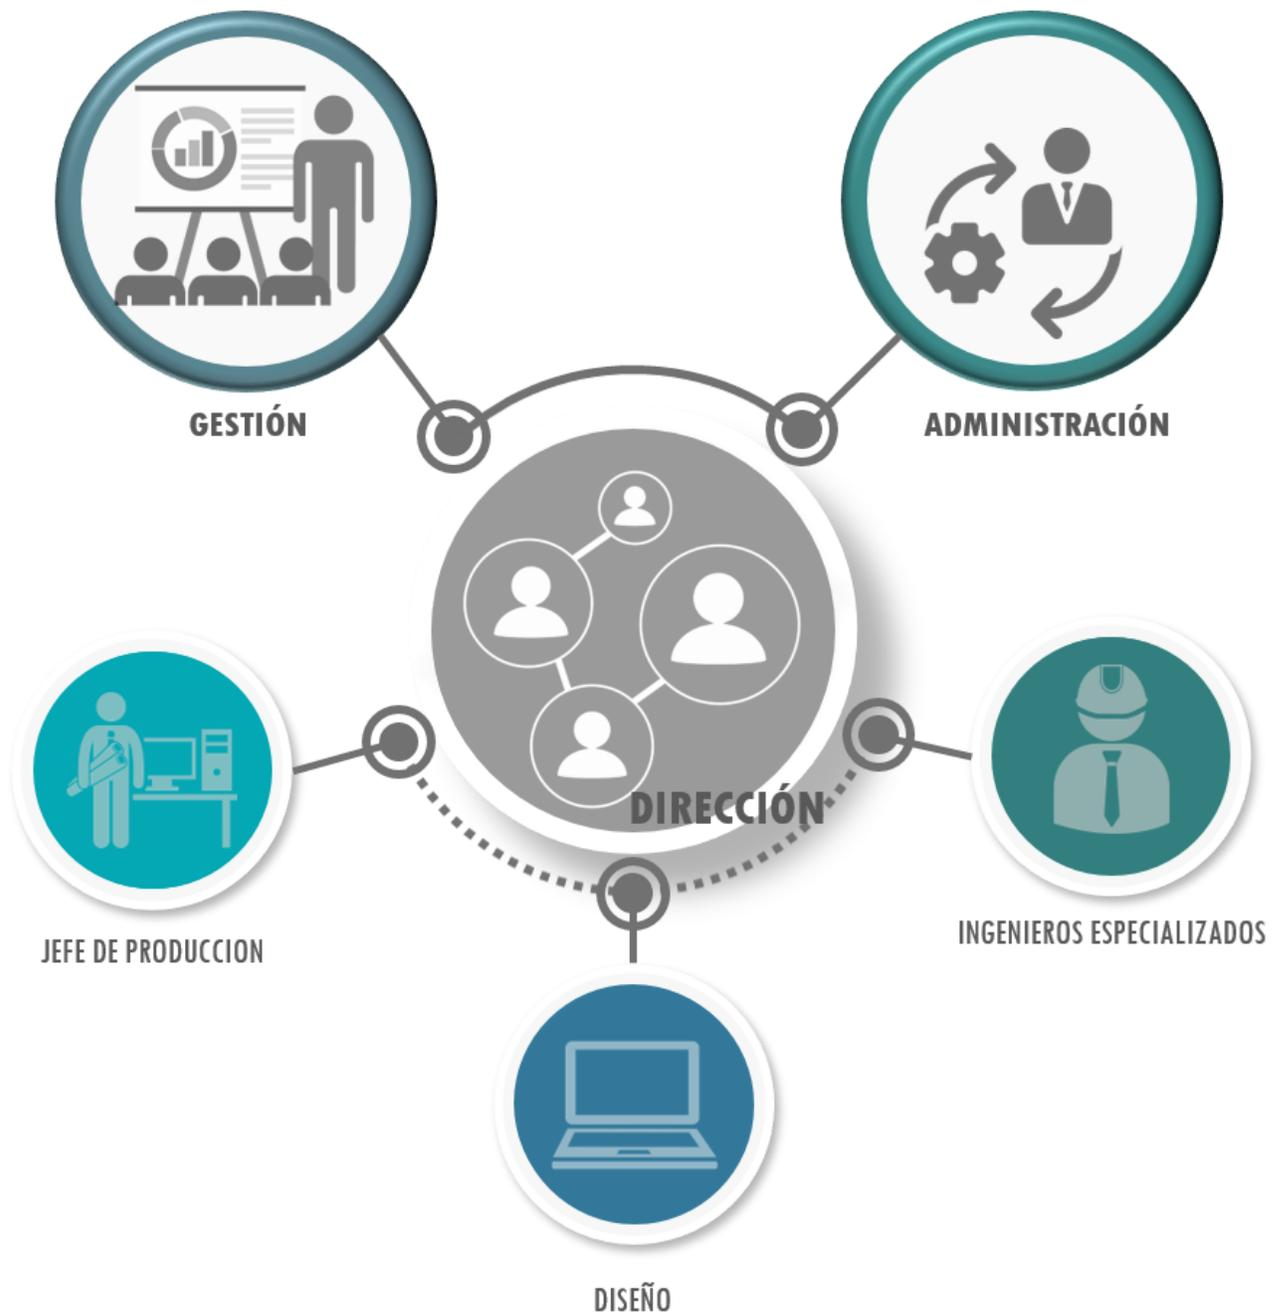 GESTIÓN
ADMINISTRACIÓN
DIRECCIÓN
JEFE DE PRODUCCION
INGENIEROS ESPECIALIZADOS
DISEÑO